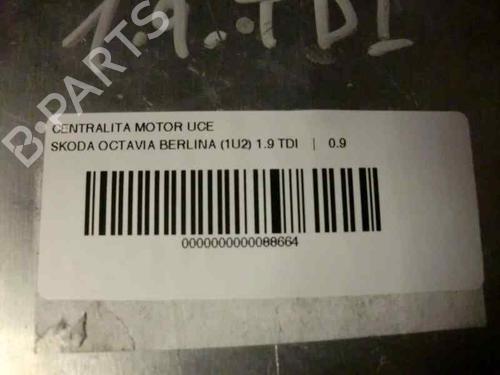 1.9.TDI
B-PARTS
CENTRALITA MOTOR UCE
SKODA OCTAVIA BERLINA (1U2) 1.9 TDI | 0.9
0000000000088664